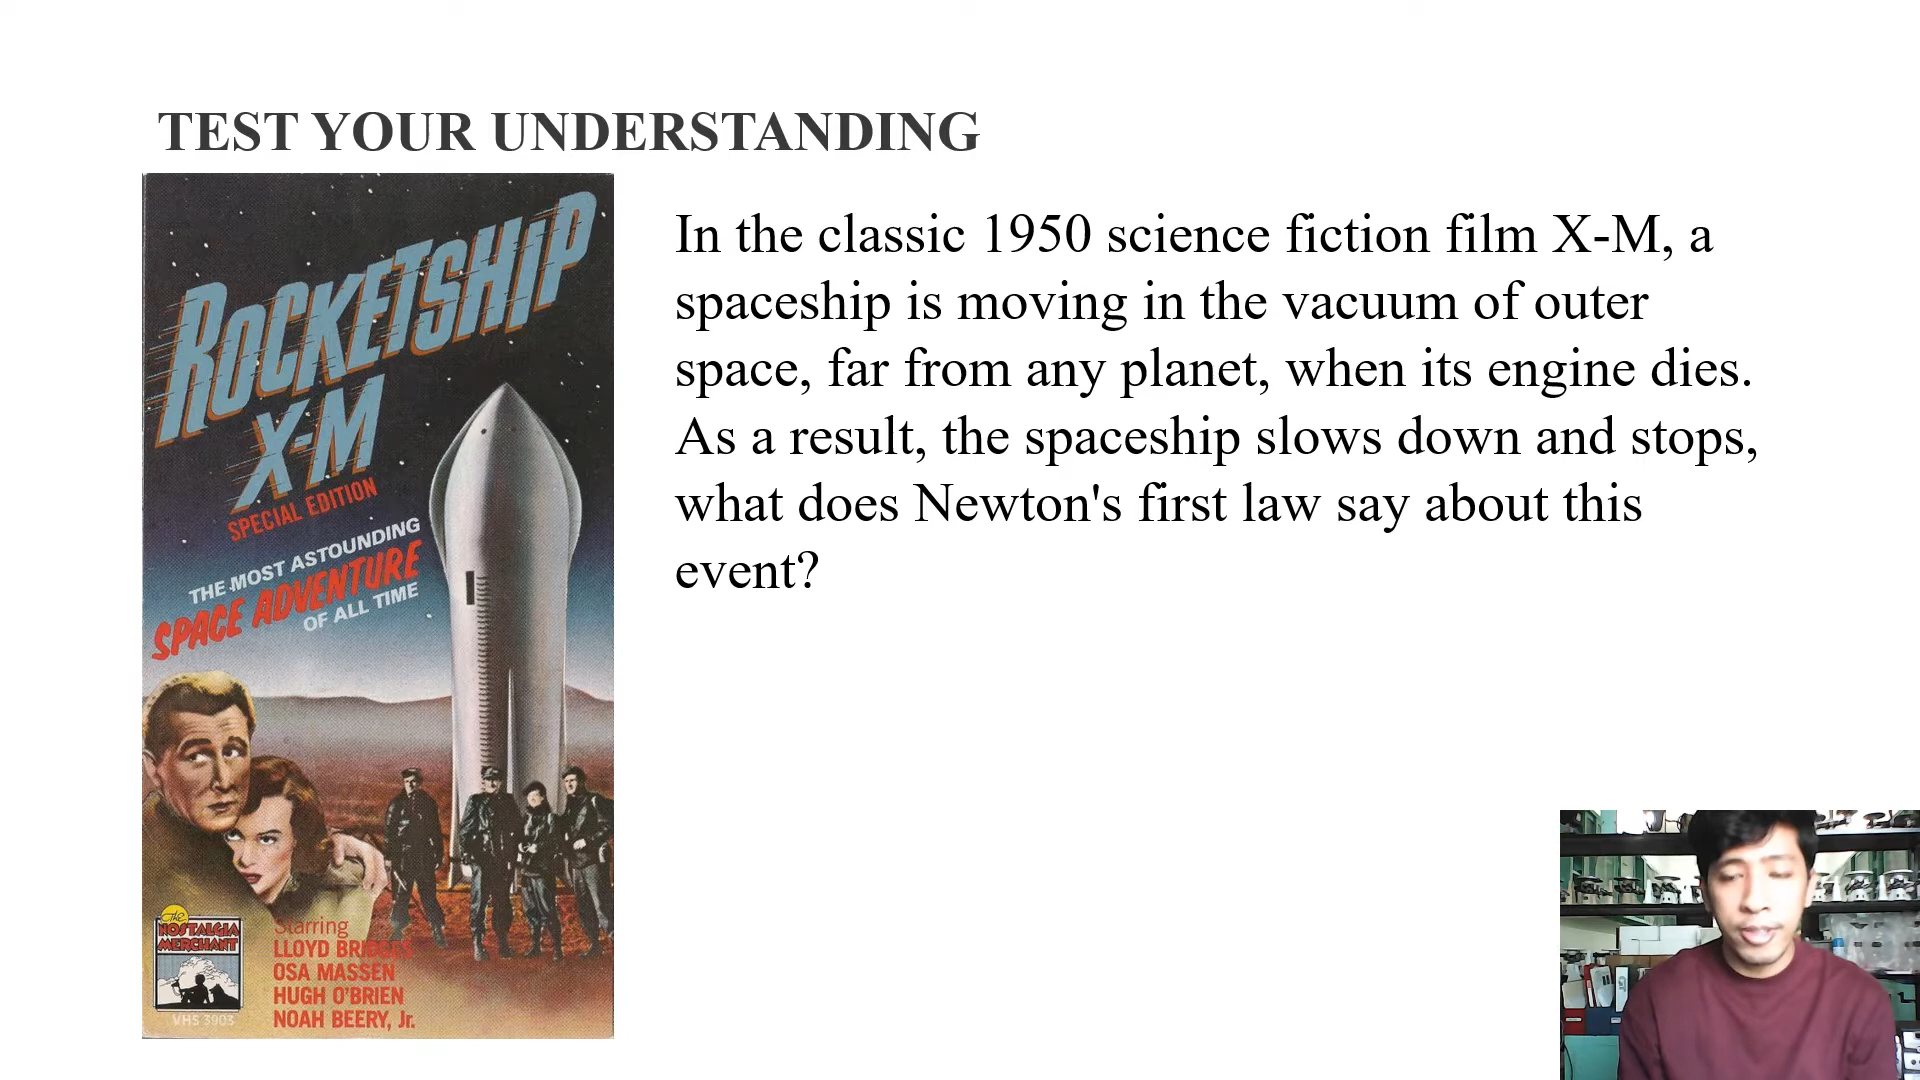 TEST YOUR UNDERSTANDING
ROCKETSHIP
X-M
SPECIAL EDITION
THE MOST ASTOUNDING
SPACE ADVENTURE
OF ALL TIME
The
NOSTALGIA
MERCHANT
VHS 3903
Starring
LLOYD BRIDGES
OSA MASSEN
HUGH O'BRIEN
NOAH BEERY, Jr.
In the classic 1950 science fiction film X-M, a
spaceship is moving in the vacuum of outer
space, far from any planet, when its engine dies.
As a result, the spaceship slows down and stops,
what does Newton's first law say about this
event?